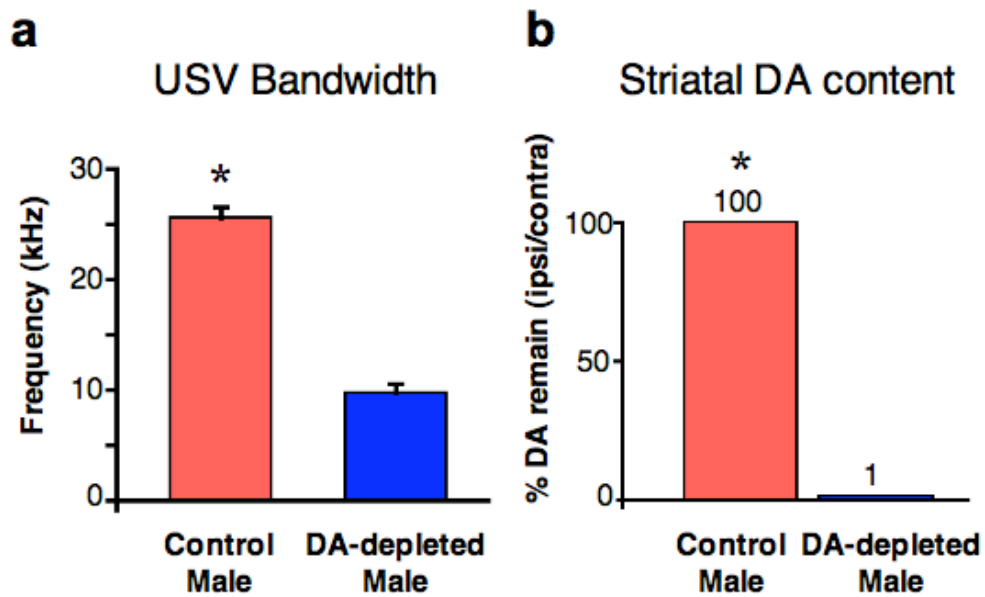 a
USV Bandwidth
Frequency (kHz)
30
20
10
0
*
Control Male
DA-depleted Male
b
Striatal DA content
% DA remain (ipsi/contra)
100
50
0
*
100
1
Control Male
DA-depleted Male